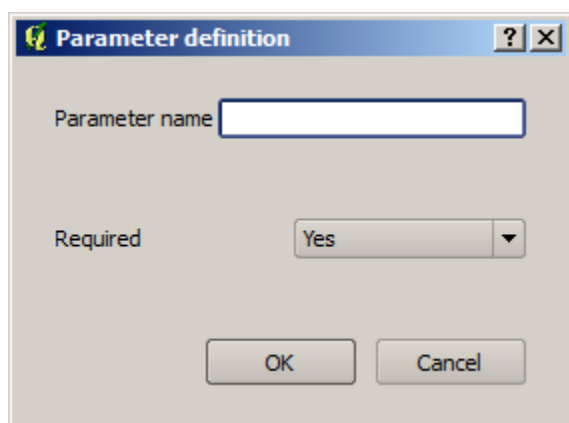 Parameter definition
Parameter name
Required Yes
OK Cancel